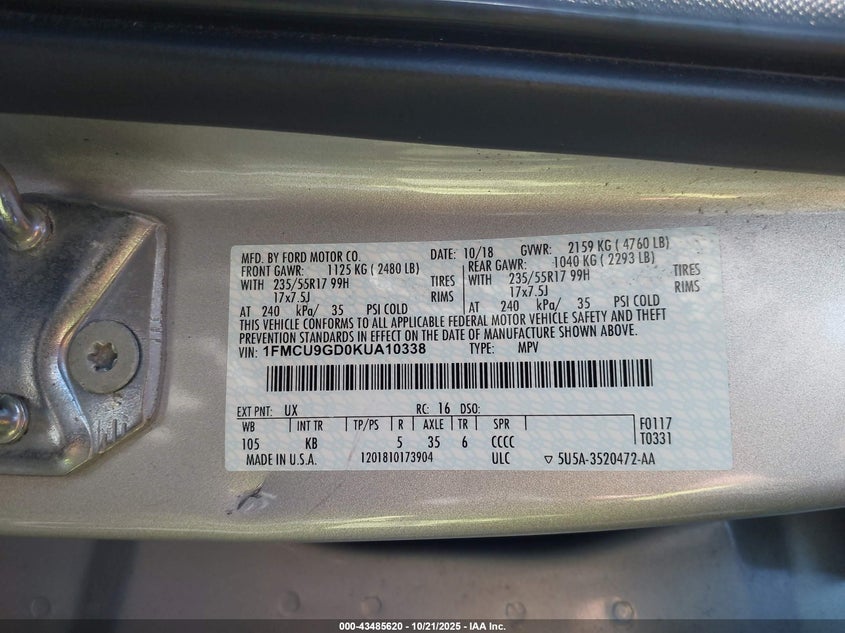 MFD. BY FORD MOTOR CO. DATE: 10/18 GVWR: 2159 KG ( 4760 LB)
FRONT GAWR: 1125 KG ( 2480 LB) REAR GAWR: 1040 KG ( 2293 LB)
WITH 235/55R17 99H TIRES WITH 235/55R17 99H TIRES
17x7.5J RIMS 17x7.5J RIMS
AT 240 kPa/ 35 PSI COLD AT 240 kPa/ 35 PSI COLD
THIS VEHICLE CONFORMS TO ALL APPLICABLE FEDERAL MOTOR VEHICLE SAFETY AND THEFT
PREVENTION STANDARDS IN EFFECT ON THE DATE OF MANUFACTURE SHOWN ABOVE.
VIN: 1FMCU9GD0KUA10338 TYPE: MPV
EXT PNT: UX RC: 16 DSO:
WB INT TR TP/PS R AXLE TR SPR F0117
105 KB 5 35 6 CCCC T0331
MADE IN U.S.A. 1201810173904 ULC ▽ 5U5A-3520472-AA
000-43485620 - 10/21/2025 - IAA Inc.